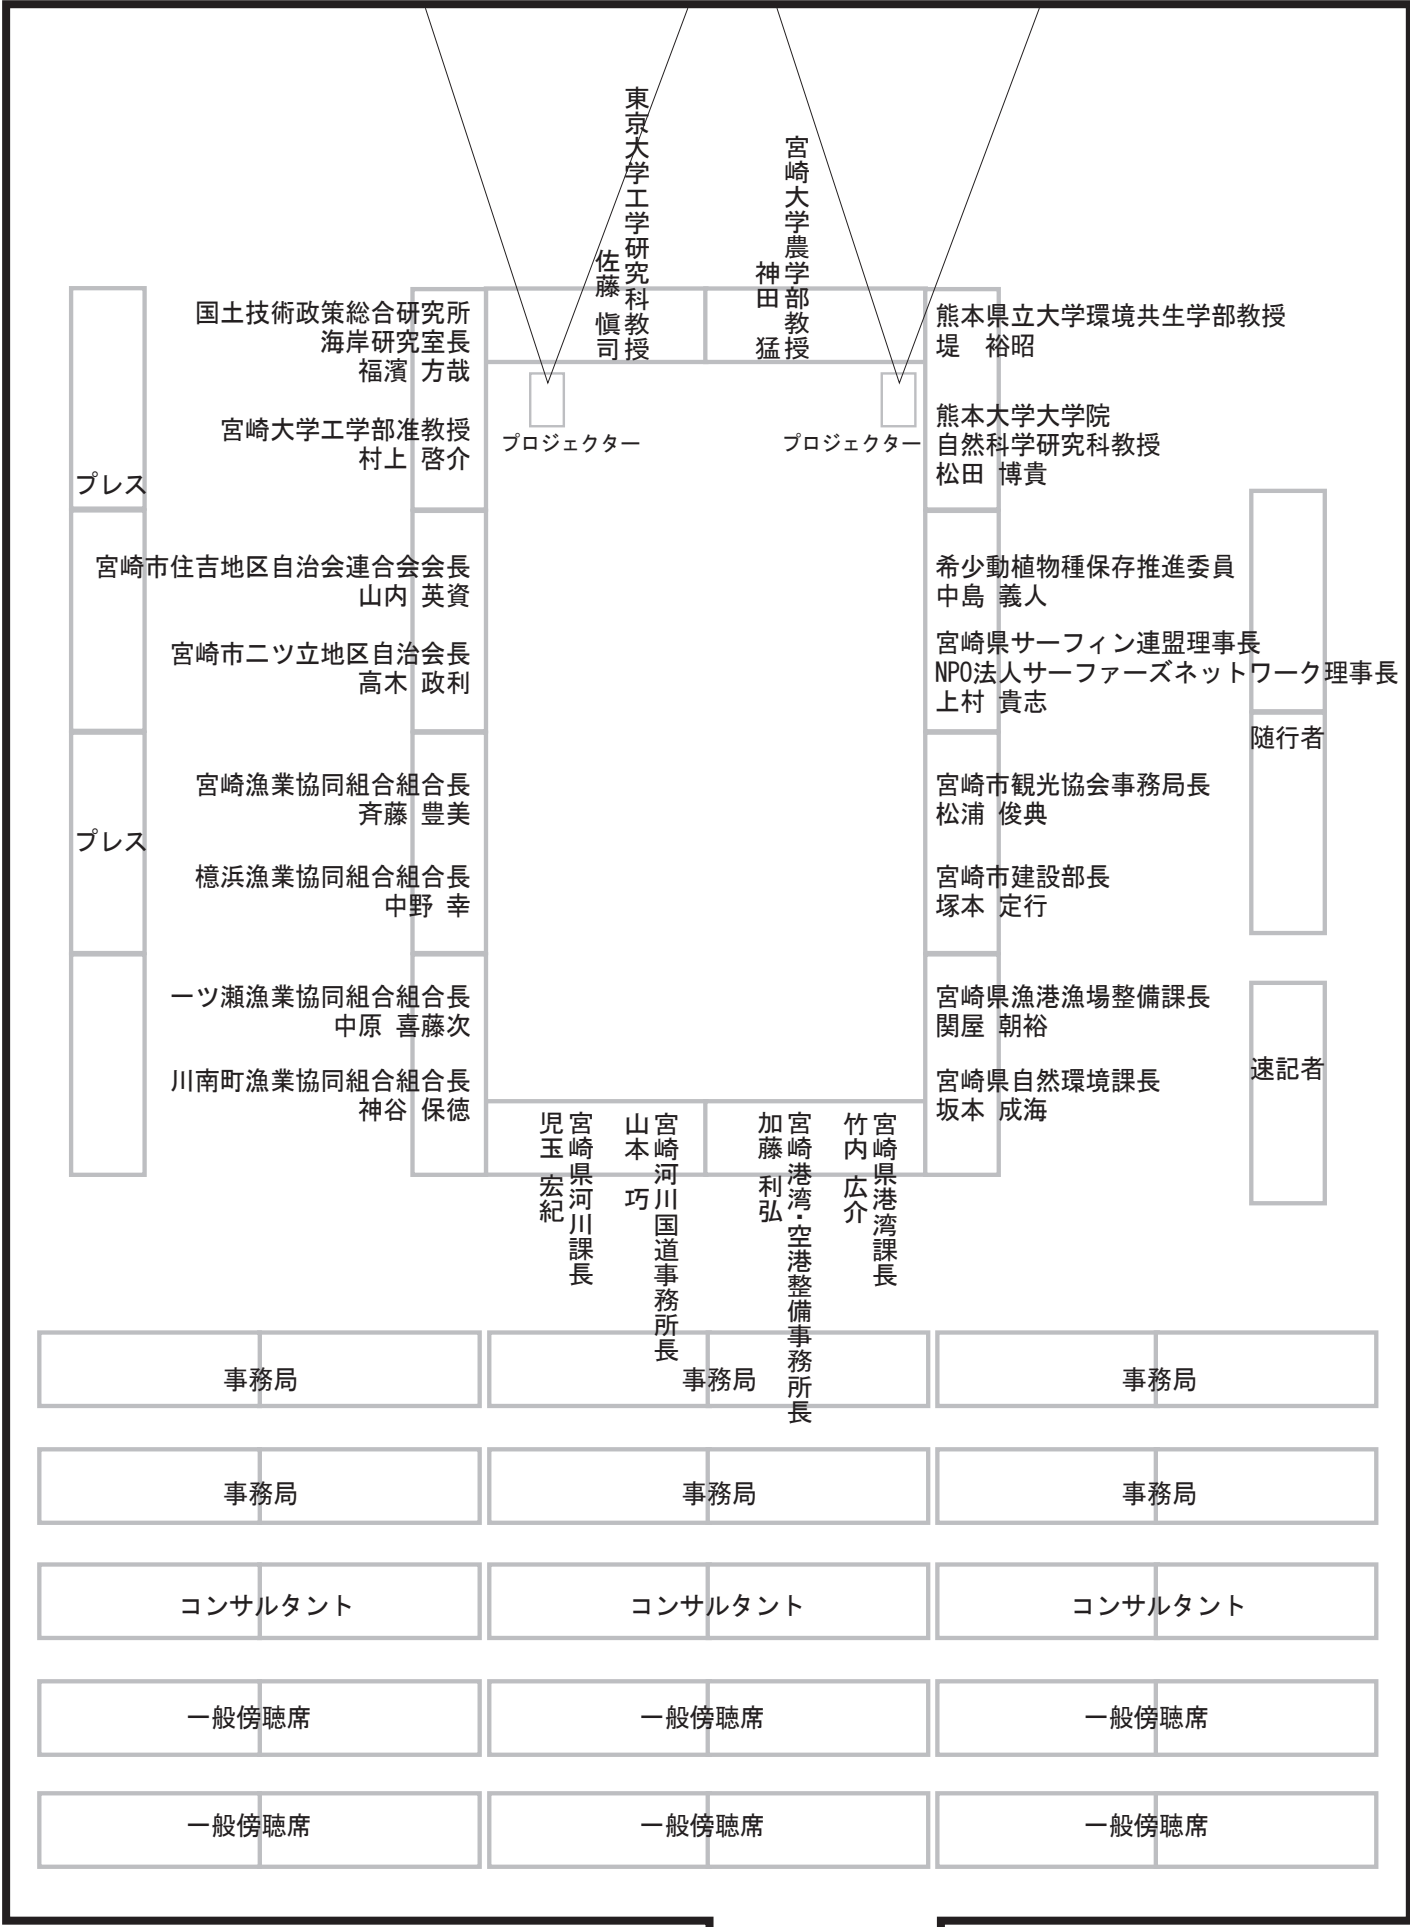 東京大学工学研究科教授
佐藤 愼司
宮崎大学農学部教授
神田 猛
国土技術政策総合研究所
海岸研究室長
福濱 方哉
宮崎大学工学部准教授
村上 啓介
プロジェクター
プロジェクター
熊本県立大学環境共生学部教授
堤 裕昭
熊本大学大学院
自然科学研究科教授
松田 博貴
プレス
宮崎市住吉地区自治会連合会会長
山内 英資
宮崎市二ツ立地区自治会長
高木 政利
希少動植物種保存推進委員
中島 義人
宮崎県サーフィン連盟理事長
NPO法人サーファーズネットワーク理事長
上村 貴志
随行者
プレス
宮崎漁業協同組合組合長
斉藤 豊美
檍浜漁業協同組合組合長
中野 幸
宮崎市観光協会事務局長
松浦 俊典
宮崎市建設部長
塚本 定行
一ツ瀬漁業協同組合組合長
中原 喜藤次
川南町漁業協同組合組合長
神谷 保徳
宮崎県漁港漁場整備課長
関屋 朝裕
宮崎県自然環境課長
坂本 成海
速記者
宮崎県河川課長
児玉 宏紀
宮崎河川国道事務所長
山本 巧
宮崎港湾・空港整備事務所長
加藤 利弘
宮崎県港湾課長
竹内 広介
事務局
事務局
事務局
事務局
事務局
事務局
コンサルタント
コンサルタント
コンサルタント
一般傍聴席
一般傍聴席
一般傍聴席
一般傍聴席
一般傍聴席
一般傍聴席